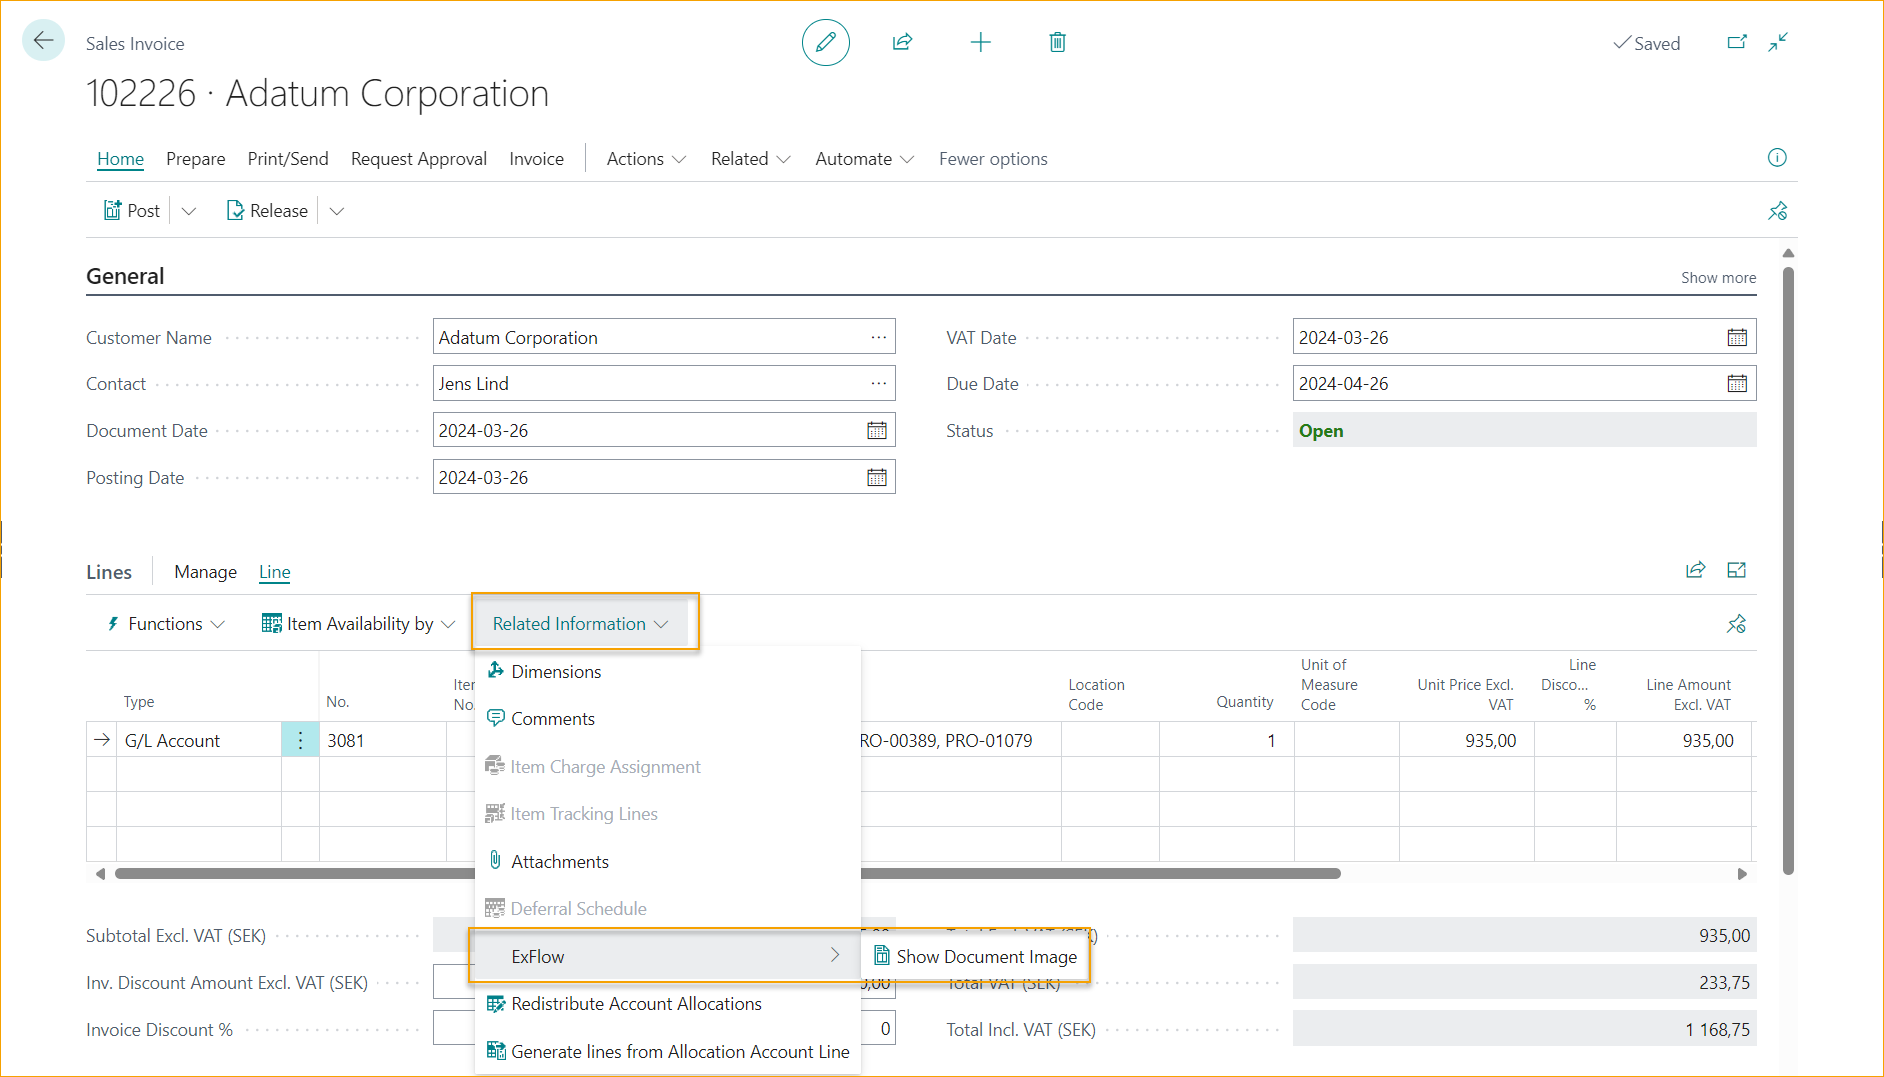 Sales Invoice
Saved
102226 · Adatum Corporation
Home Prepare Print/Send Request Approval Invoice Actions Related Automate Fewer options
Post Release
General
Show more
Customer Name Adatum Corporation
VAT Date 2024-03-26
Contact Jens Lind
Due Date 2024-04-26
Document Date 2024-03-26
Status Open
Posting Date 2024-03-26
Lines Manage Line
Functions Item Availability by Related Information
Type No. Location Code Quantity Unit of Measure Code Unit Price Excl. VAT Line Disco... % Line Amount Excl. VAT
G/L Account 3081 RO-00389, PRO-01079 1 935,00 935,00
Dimensions
Comments
Item Charge Assignment
Item Tracking Lines
Attachments
Deferral Schedule
ExFlow
Show Document Image
Redistribute Account Allocations
Generate lines from Allocation Account Line
Subtotal Excl. VAT (SEK)
935,00
Inv. Discount Amount Excl. VAT (SEK)
Total VAT (SEK) 233,75
Invoice Discount % 0
Total Incl. VAT (SEK) 1 168,75